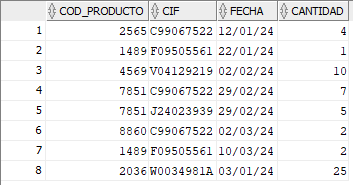 COD_PRODUCTO CIF FECHA CANTIDAD
1 2565 C99067522 12/01/24 4
2 1489 F09505561 22/01/24 1
3 4569 V04129219 02/02/24 10
4 7851 C99067522 29/02/24 7
5 7851 J24023939 29/02/24 5
6 8860 C99067522 02/03/24 2
7 1489 F09505561 10/03/24 2
8 2036 W0034981A 03/01/24 25